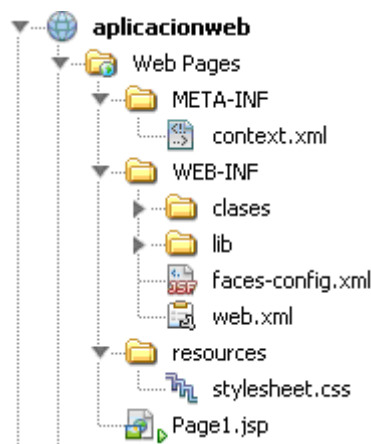 aplicacionweb
Web Pages
META-INF
context.xml
WEB-INF
clases
lib
faces-config.xml
web.xml
resources
stylesheet.css
Page1.jsp